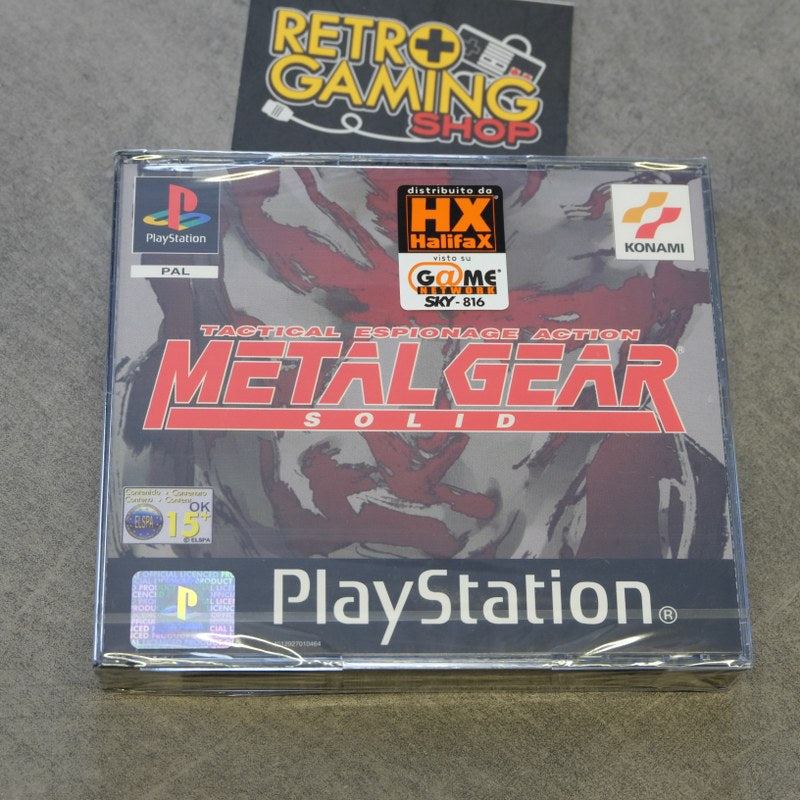 RETRO
GAMING
SHOP
PlayStation
PAL
distribuito da
HX
HalifaX
visto su
G@ME
NETWORK
SKY - 816
KONAMI
TACTICAL ESPIONAGE ACTION
METAL GEAR
SOLID
OK
ELSPA
15+
© ELSPA
PlayStation®